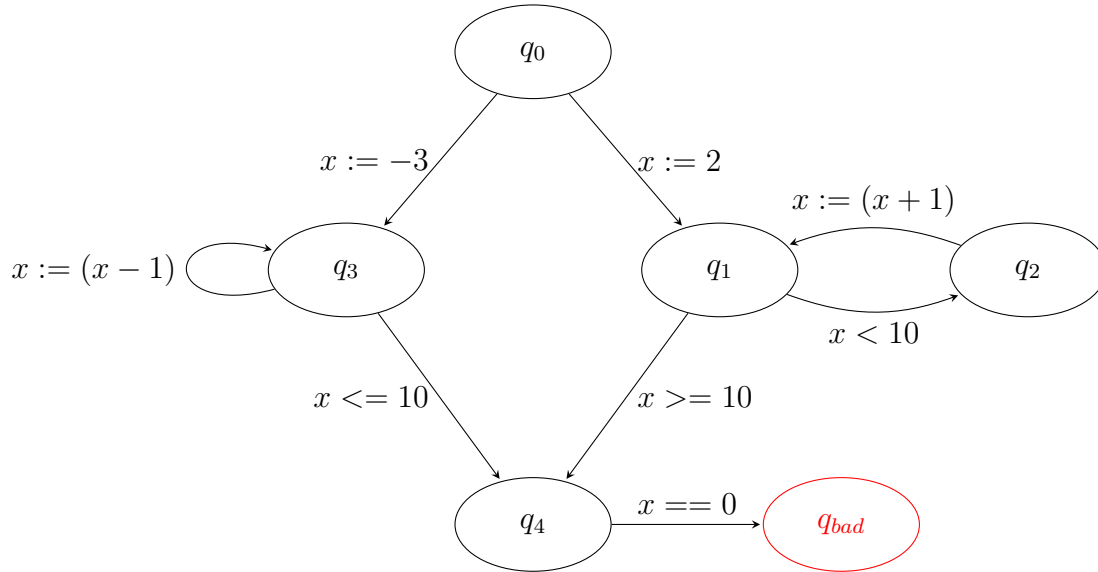 q0
x := −3
x := 2
x := (x + 1)
x := (x − 1)
q3
q1
q2
x < 10
x <= 10
x >= 10
q4
x == 0
qbad